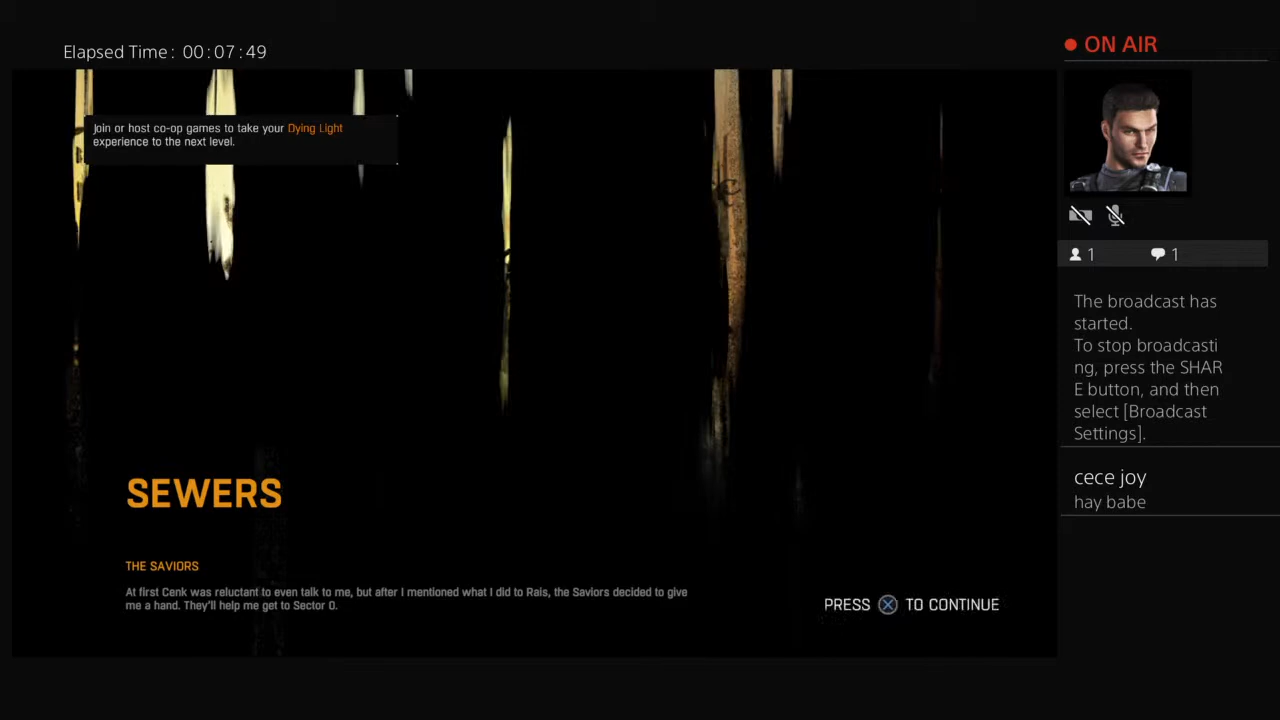 Elapsed Time: 00:07:49
ON AIR
Join or host co-op games to take your Dying Light
experience to the next level.
1
1
The broadcast has
started.
To stop broadcasti
ng, press the SHAR
E button, and then
select [Broadcast
Settings].
cece joy
hay babe
SEWERS
THE SAVIORS
At first Cenk was reluctant to even talk to me, but after I mentioned what I did to Rais, the Saviors decided to give
me a hand. They'll help me get to Sector 0.
PRESS TO CONTINUE